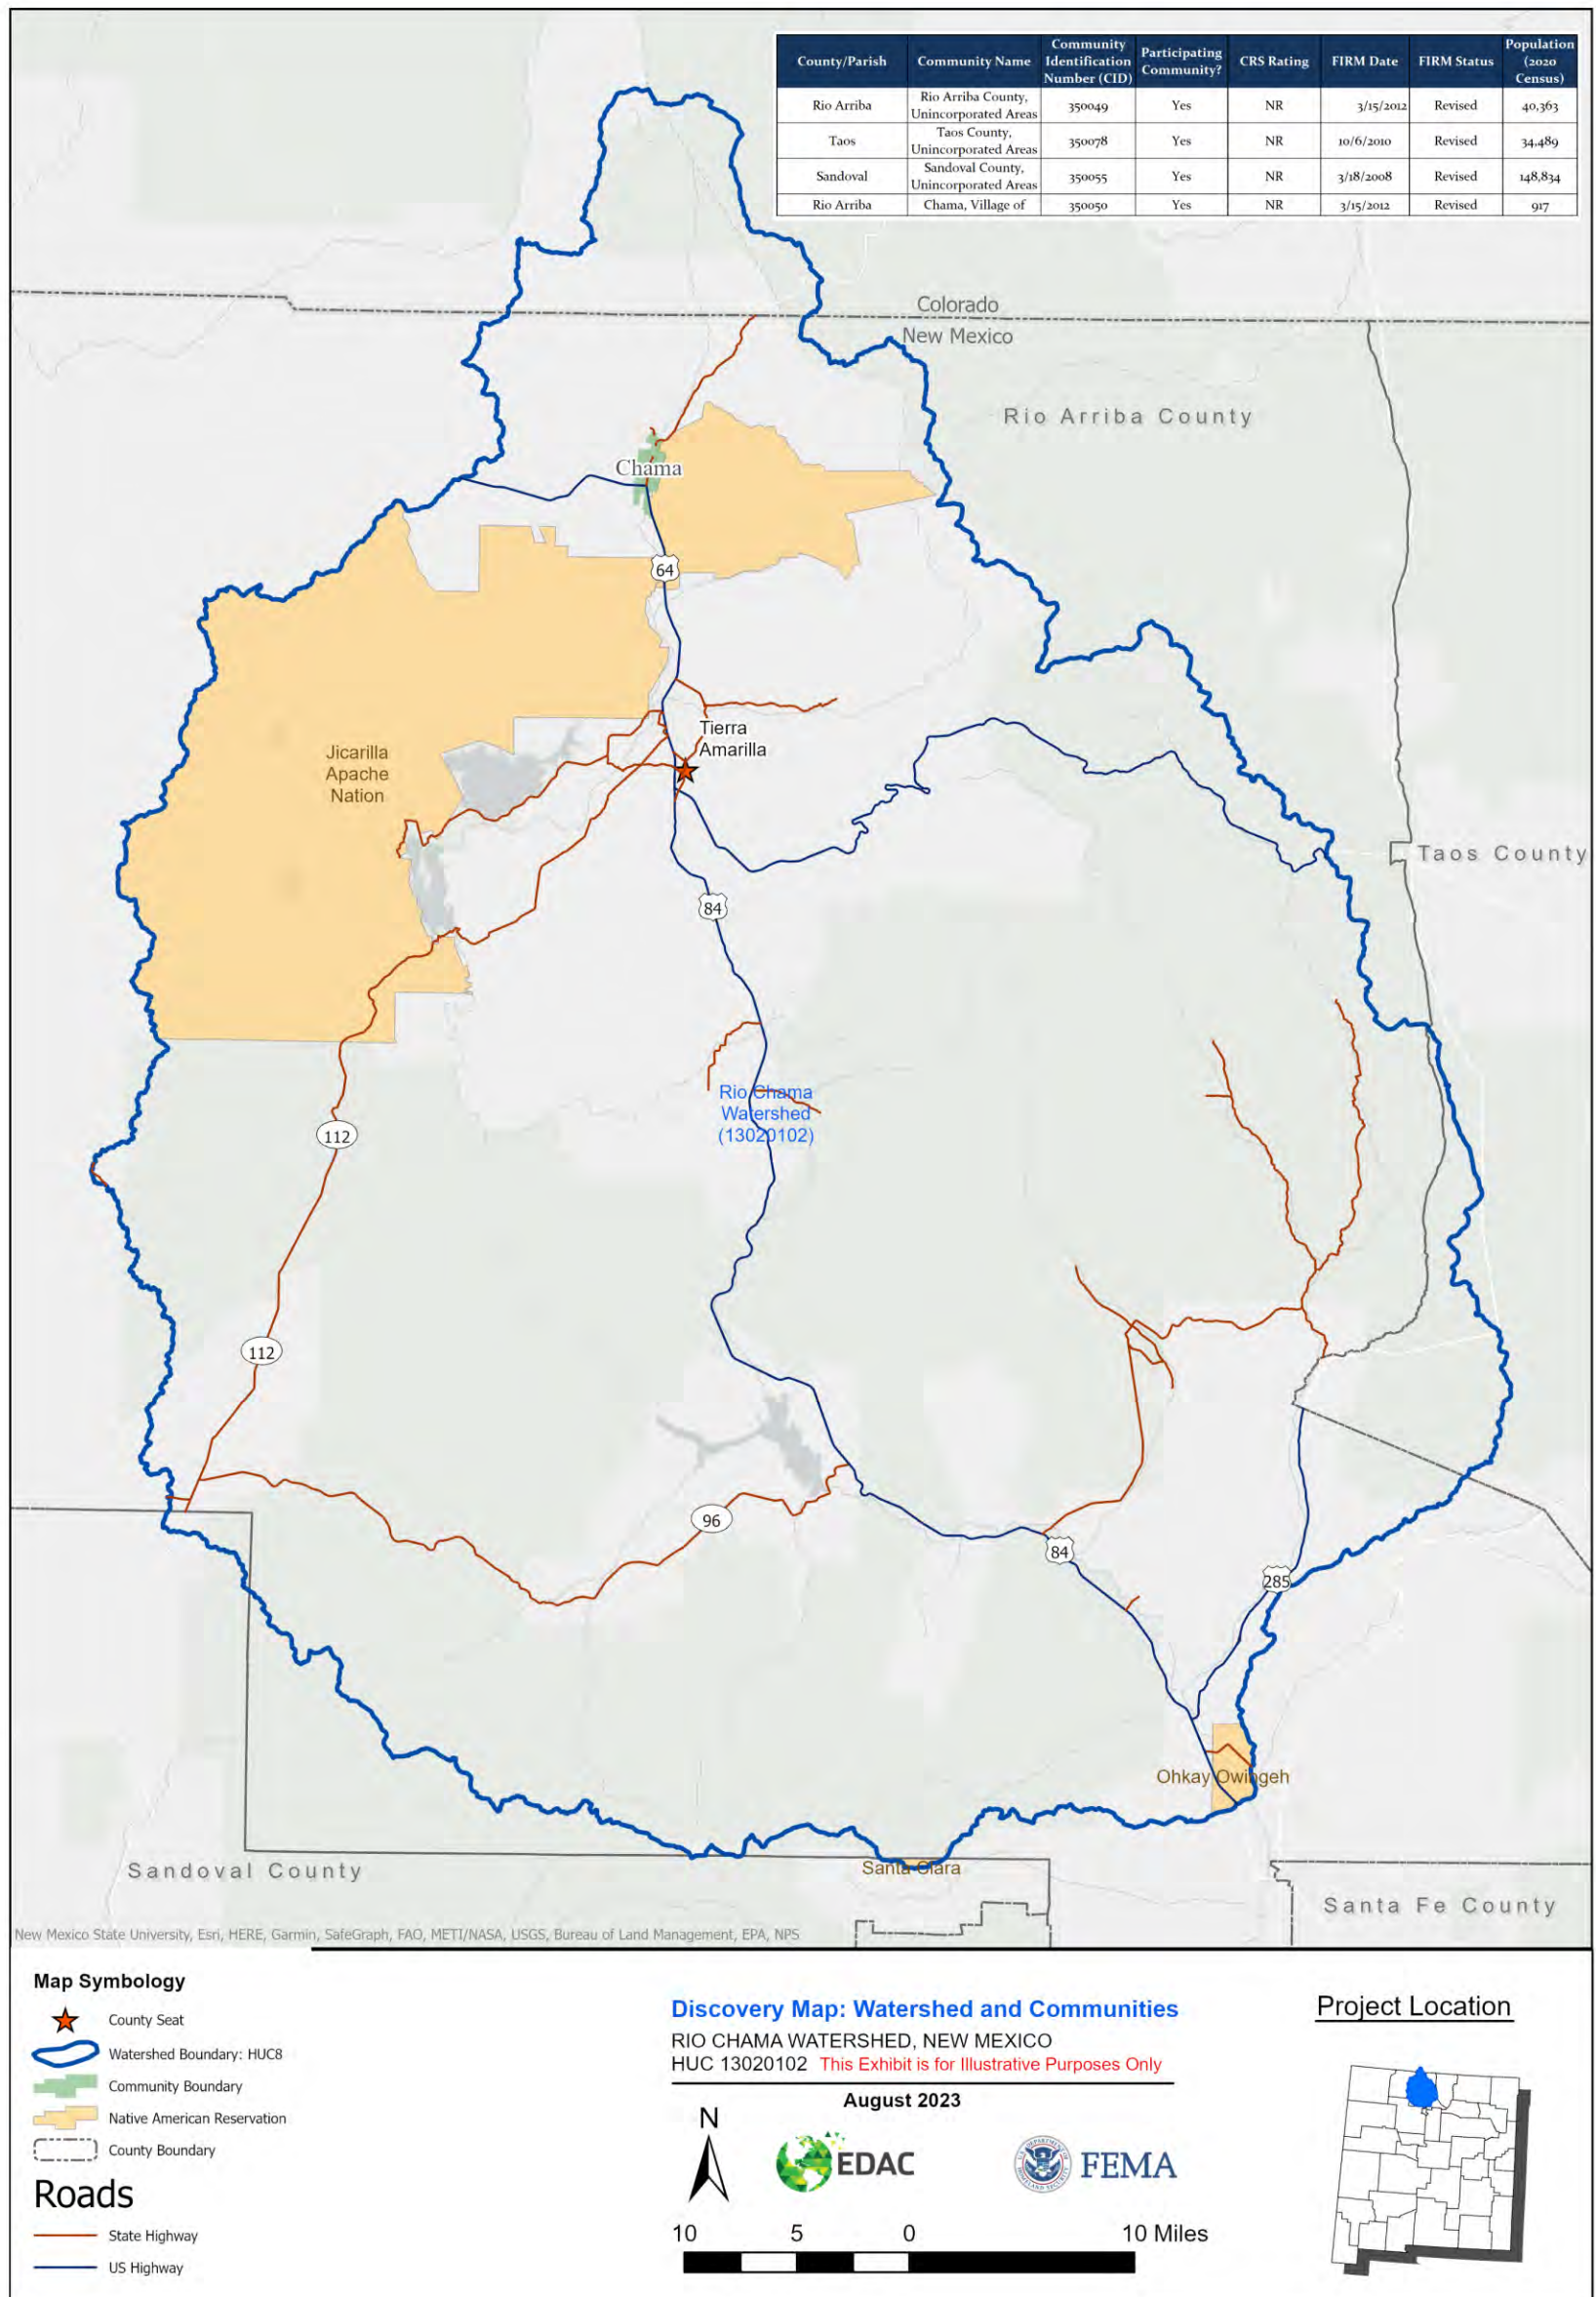 County/Parish Community Name Community Identification Number (CID) Participating Community? CRS Rating FIRM Date FIRM Status Population (2020 Census)
Rio Arriba Rio Arriba County, Unincorporated Areas 350049 Yes NR 3/15/2012 Revised 40,363
Taos Taos County, Unincorporated Areas 350078 Yes NR 10/6/2010 Revised 34,489
Sandoval Sandoval County, Unincorporated Areas 350055 Yes NR 3/18/2008 Revised 148,834
Rio Arriba Chama, Village of 350050 Yes NR 3/15/2012 Revised 917
Colorado
New Mexico
Rio Arriba County
Chama
64
Tierra
Amarilla
Jicarilla
Apache
Nation
Taos County
84
Rio Chama
Watershed
(13020102)
112
112
96
84
285
Ohkay Owingeh
Santa Clara
Sandoval County
Santa Fe County
New Mexico State University, Esri, HERE, Garmin, SafeGraph, FAO, METI/NASA, USGS, Bureau of Land Management, EPA, NPS
Map Symbology
County Seat
Watershed Boundary: HUC8
Community Boundary
Native American Reservation
County Boundary
Roads
State Highway
US Highway
Discovery Map: Watershed and Communities
RIO CHAMA WATERSHED, NEW MEXICO
HUC 13020102 This Exhibit is for Illustrative Purposes Only
August 2023
N
EDAC
FEMA
10 5 0 10 Miles
Project Location